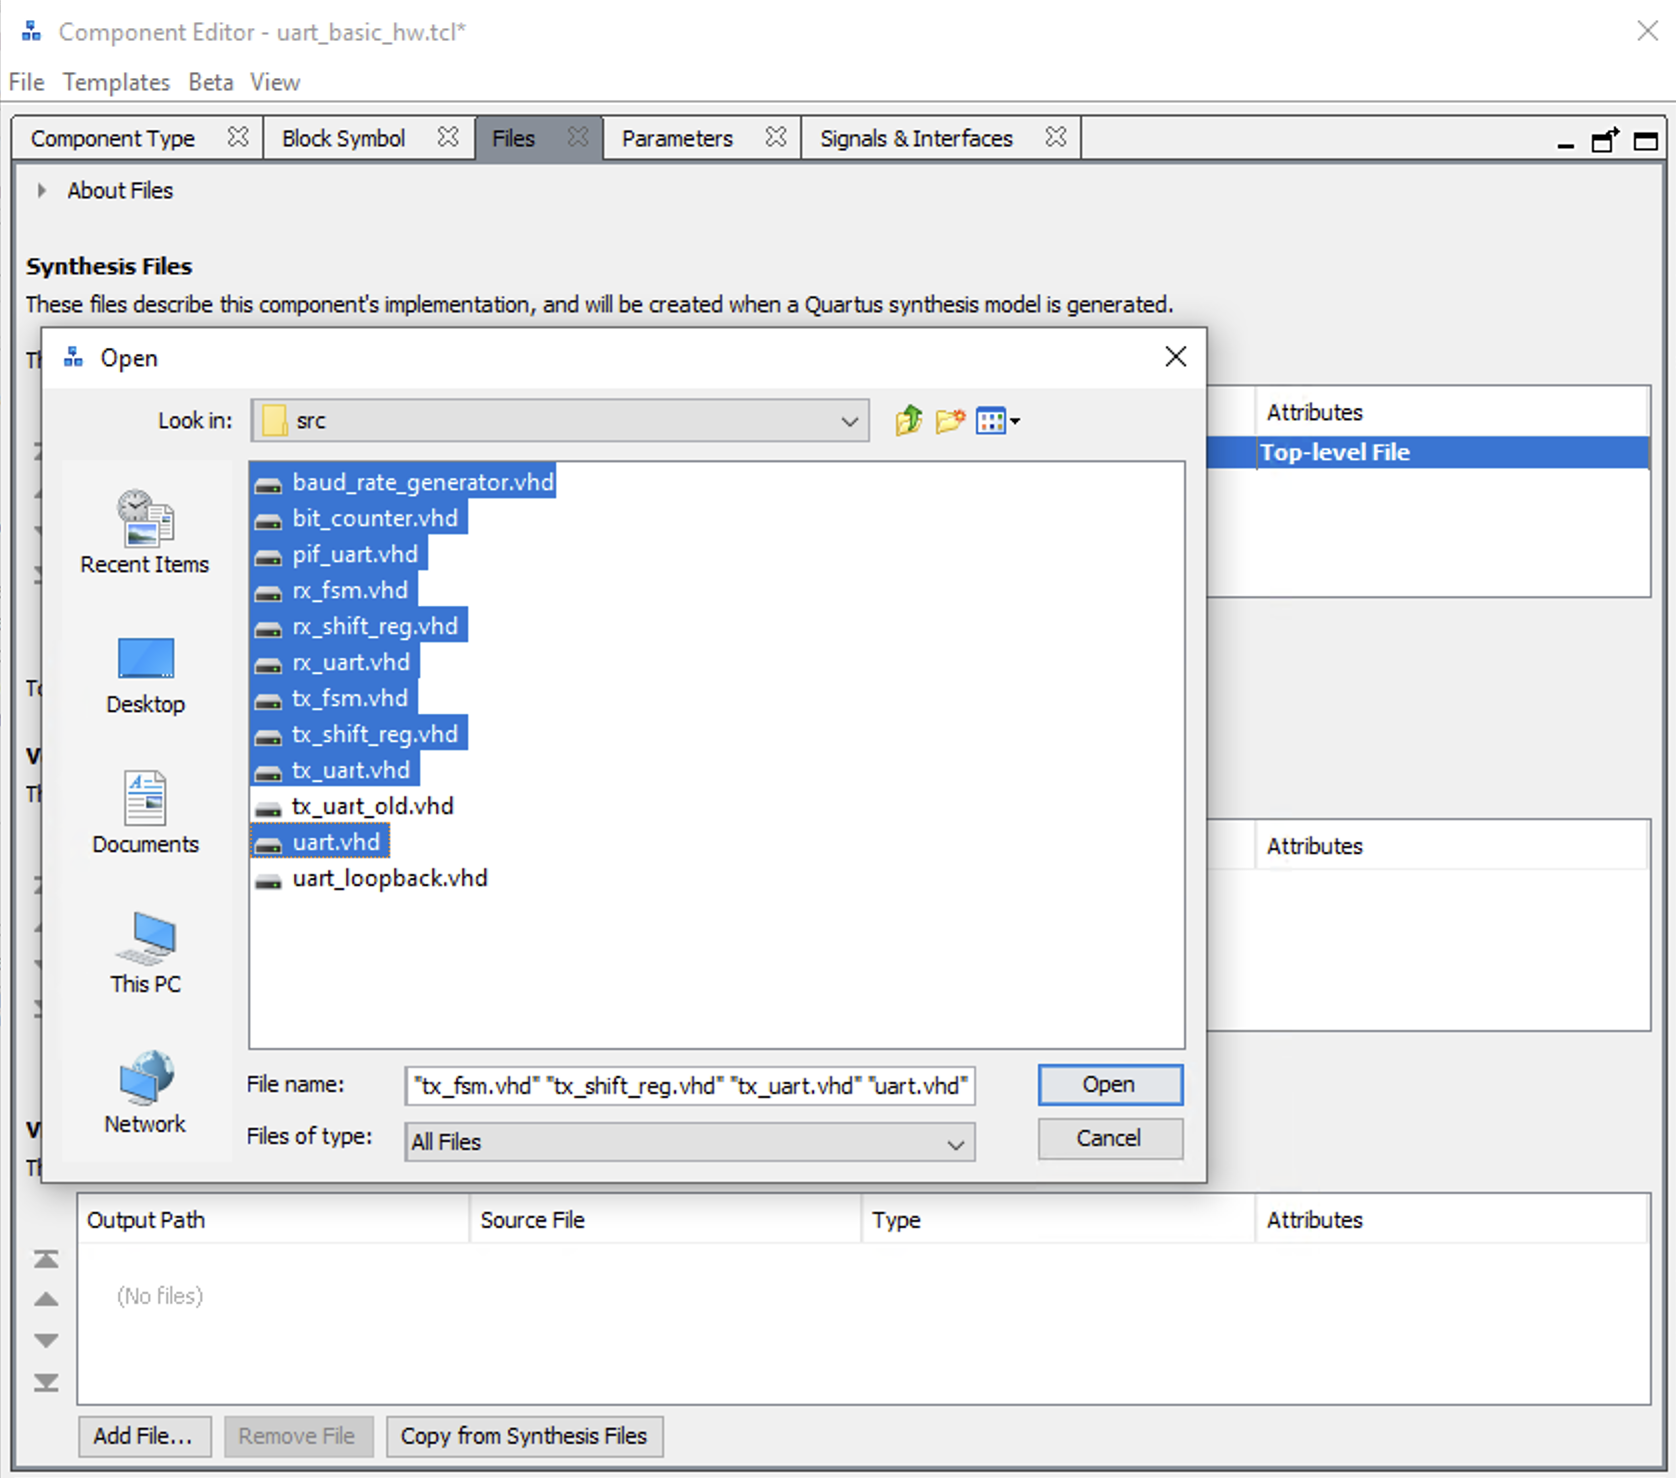 Component Editor - uart_basic_hw.tcl*
File Templates Beta View
Component Type Block Symbol Files Parameters Signals & Interfaces
About Files
Synthesis Files
These files describe this component's implementation, and will be created when a Quartus synthesis model is generated.
Open
Look in: src
Attributes
Top-level File
baud_rate_generator.vhd
bit_counter.vhd
pif_uart.vhd
rx_fsm.vhd
rx_shift_reg.vhd
rx_uart.vhd
tx_fsm.vhd
tx_shift_reg.vhd
tx_uart.vhd
tx_uart_old.vhd
uart.vhd
uart_loopback.vhd
Recent Items
Desktop
Documents
This PC
Network
Attributes
File name: "tx_fsm.vhd" "tx_shift_reg.vhd" "tx_uart.vhd" "uart.vhd" Open
Files of type: All Files Cancel
Output Path Source File Type Attributes
(No files)
Add File... Remove File Copy from Synthesis Files